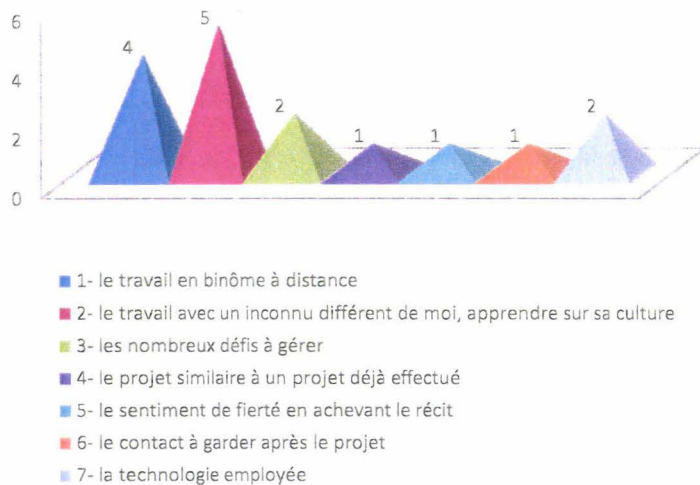 6
5
4
4
2
2
2
1
1
1
0
1- le travail en binôme à distance
2- le travail avec un inconnu différent de moi, apprendre sur sa culture
3- les nombreux défis à gérer
4- le projet similaire à un projet déjà effectué
5- le sentiment de fierté en achevant le récit
6- le contact à garder après le projet
7- la technologie employée